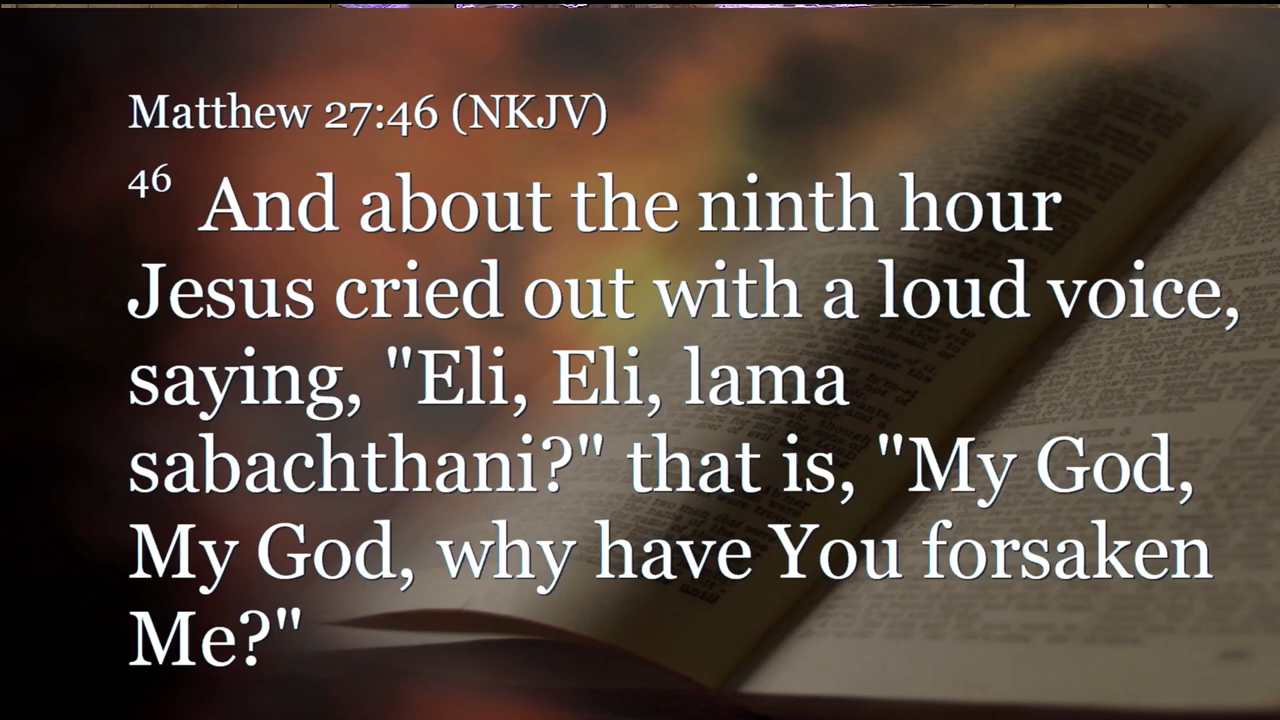 Matthew 27:46 (NKJV)
46 And about the ninth hour
Jesus cried out with a loud voice,
saying, "Eli, Eli, lama
sabachthani?" that is, "My God,
My God, why have You forsaken
Me?"